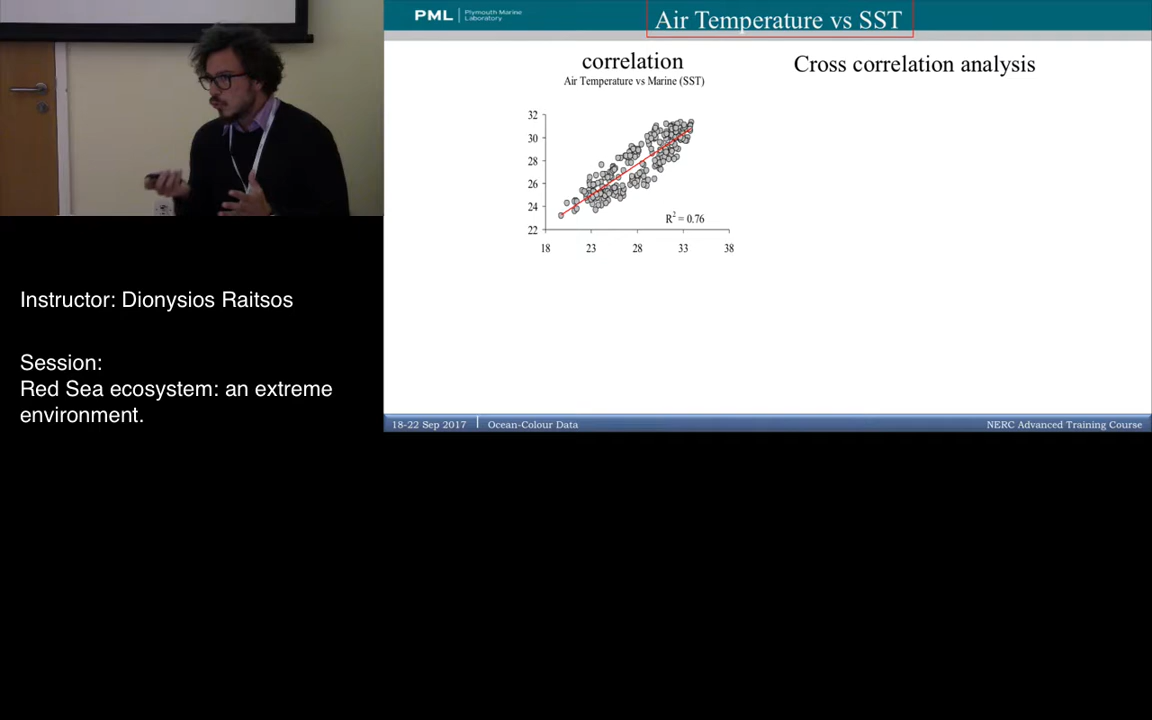 PML | Plymouth Marine
Laboratory
Air Temperature vs SST
correlation
Air Temperature vs Marine (SST)
Cross correlation analysis
32
30
28
26
24
22
R² = 0.76
18 23 28 33 38
Instructor: Dionysios Raitsos
Session:
Red Sea ecosystem: an extreme
environment.
18-22 Sep 2017 | Ocean-Colour Data
NERC Advanced Training Course